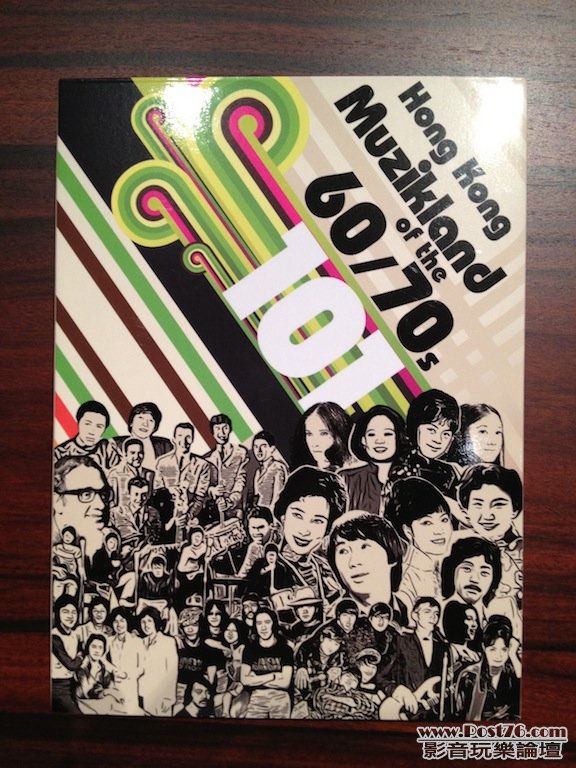 Hong Kong
Muzikland
of the
60/70s
101
www.Post76.com
影音玩樂論壇